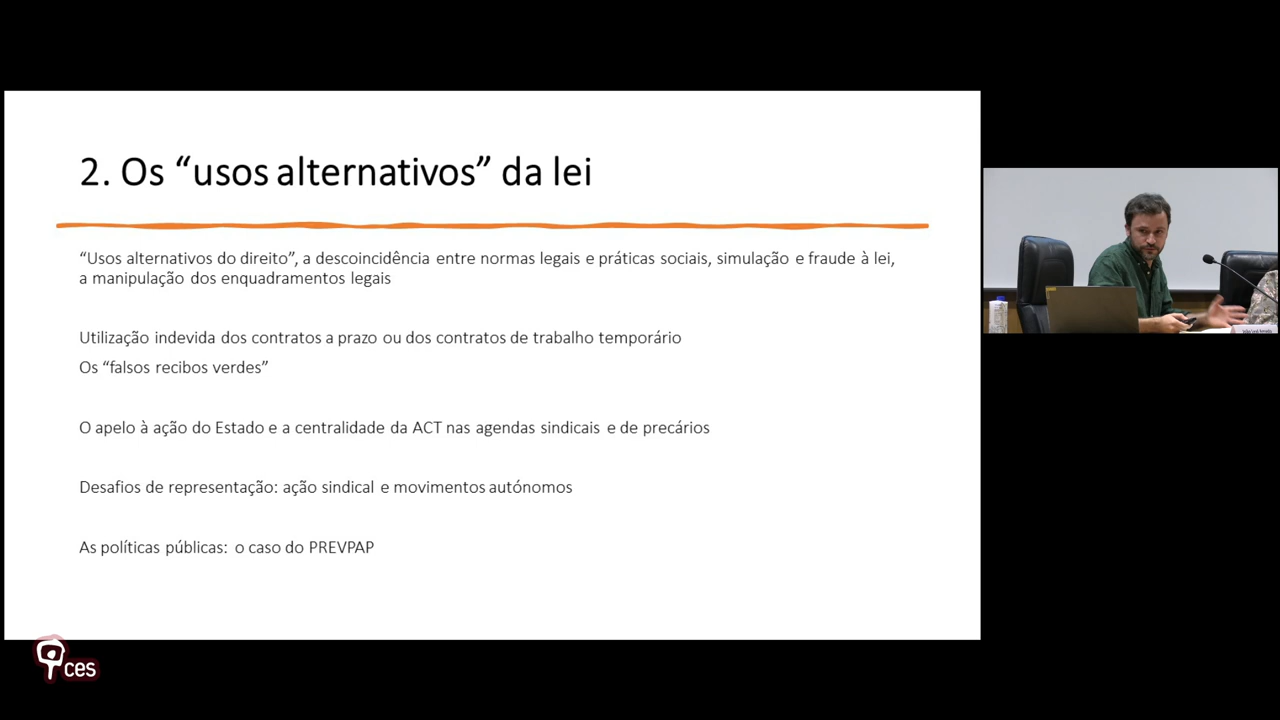 2. Os “usos alternativos” da lei
“Usos alternativos do direito”, a descoincidência entre normas legais e práticas sociais, simulação e fraude à lei,
a manipulação dos enquadramentos legais
Utilização indevida dos contratos a prazo ou dos contratos de trabalho temporário
Os “falsos recibos verdes”
O apelo à ação do Estado e a centralidade da ACT nas agendas sindicais e de precários
Desafios de representação: ação sindical e movimentos autónomos
As políticas públicas: o caso do PREVPAP
ces